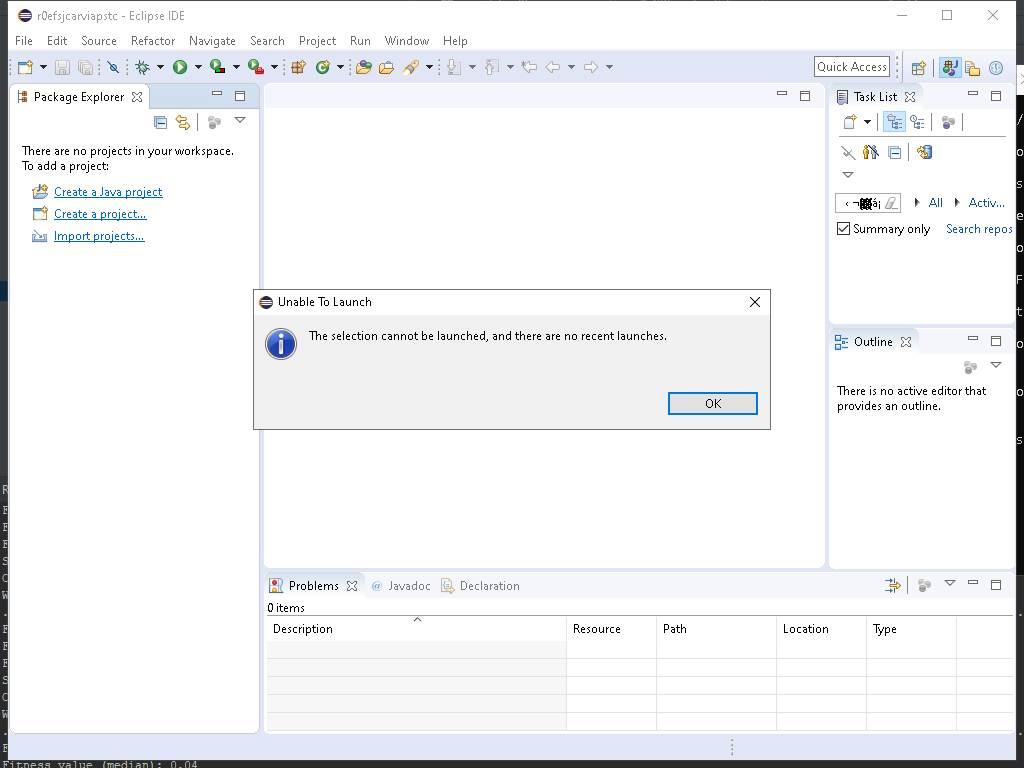 r0efsjcarviapstc - Eclipse IDE
File Edit Source Refactor Navigate Search Project Run Window Help
Quick Access
Package Explorer
There are no projects in your workspace.
To add a project:
Create a Java project
Create a project...
Import projects...
Task List
All Activ...
Summary only Search repos
Unable To Launch
The selection cannot be launched, and there are no recent launches.
OK
Outline
There is no active editor that
provides an outline.
Problems @ Javadoc Declaration
0 items
Description Resource Path Location Type
Fitness value (median): 0.04